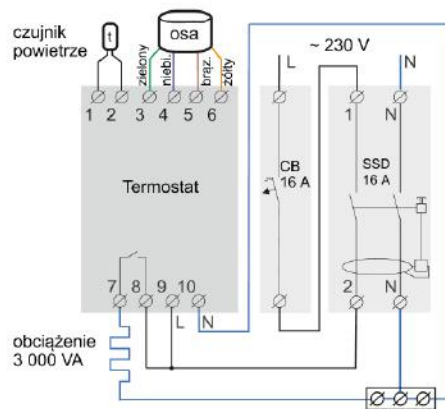 czujnik
powietrze
t
osa
zielony
niebi.
brąz.
żółty
~ 230 V
L
N
1 2 3 4 5 6
1 N
Termostat
CB
16 A
SSD
16 A
7 8 9 10
L
N
2 N
obciążenie
3 000 VA